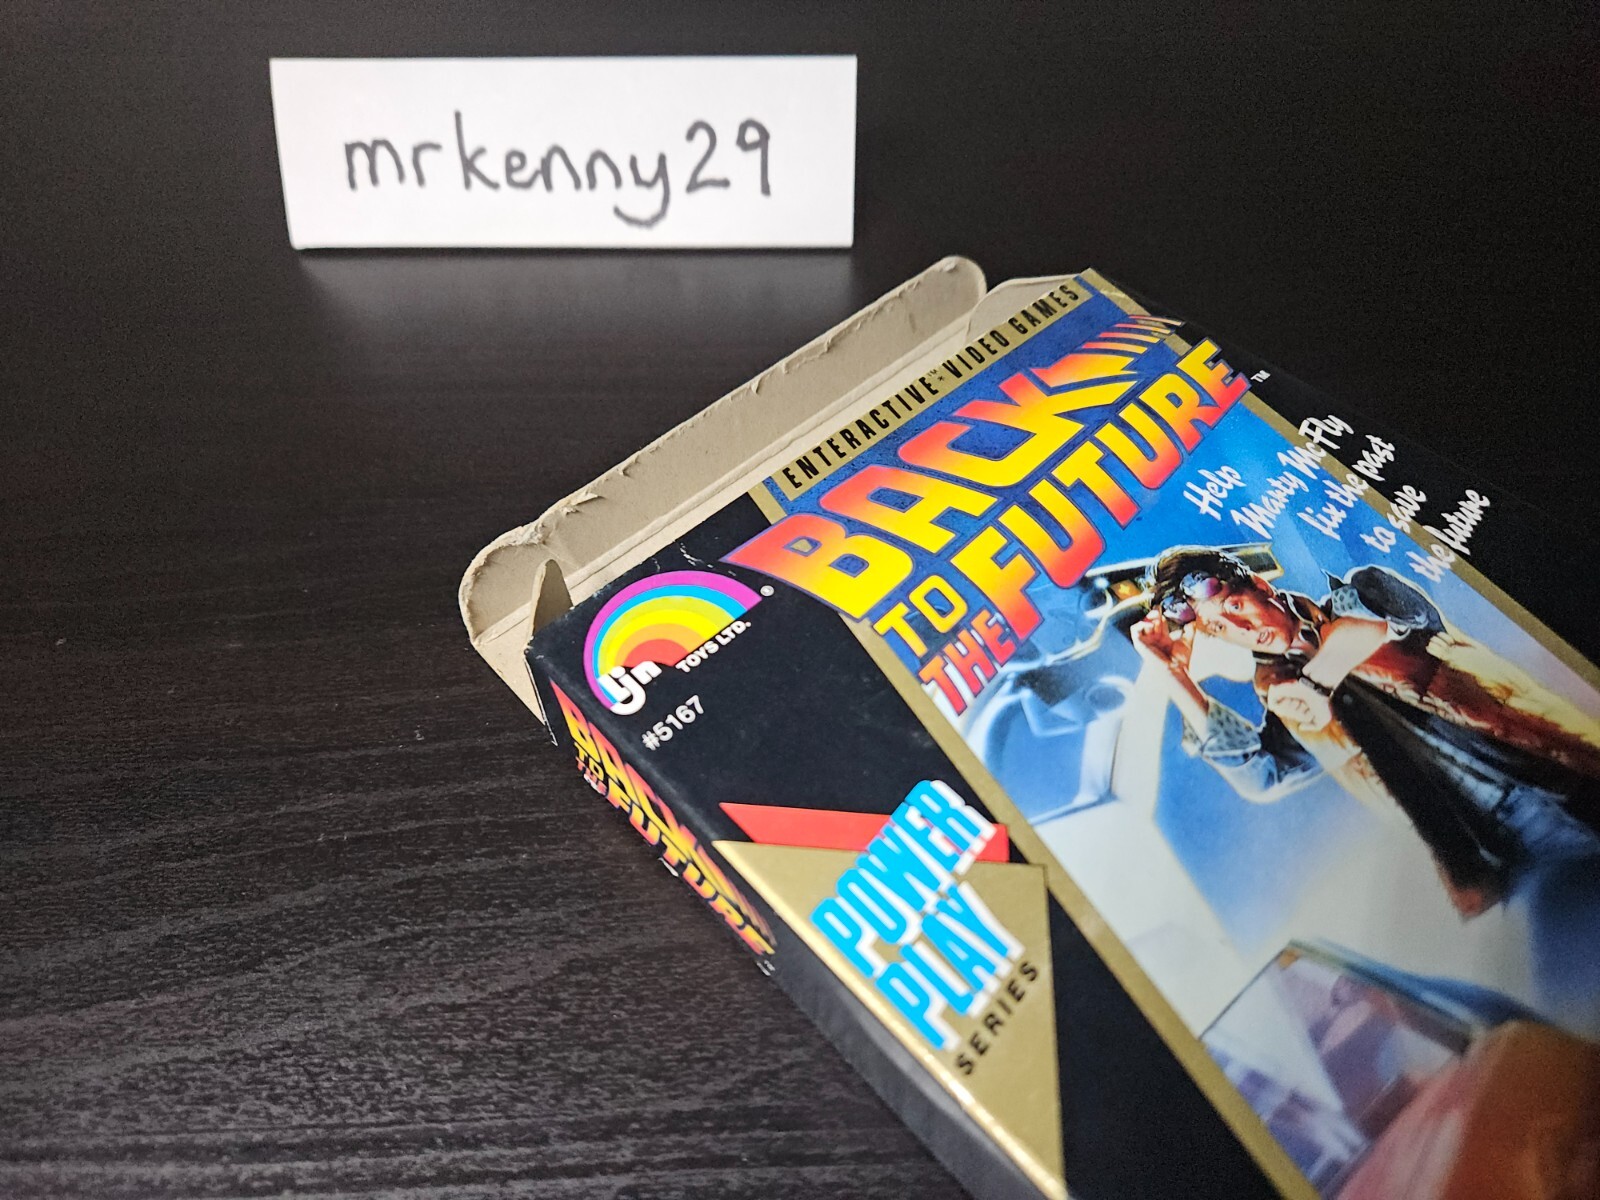 mrkenny29
ENTERACTIVE™ VIDEO GAMES
BACK
TO
THE
FUTURE™
Help
Marty McFly
fix the past
to save
the future
ljn®
TOYS LTD.
#5167
BACK
TO
THE
FUTURE™
POWER
PLAY
SERIES